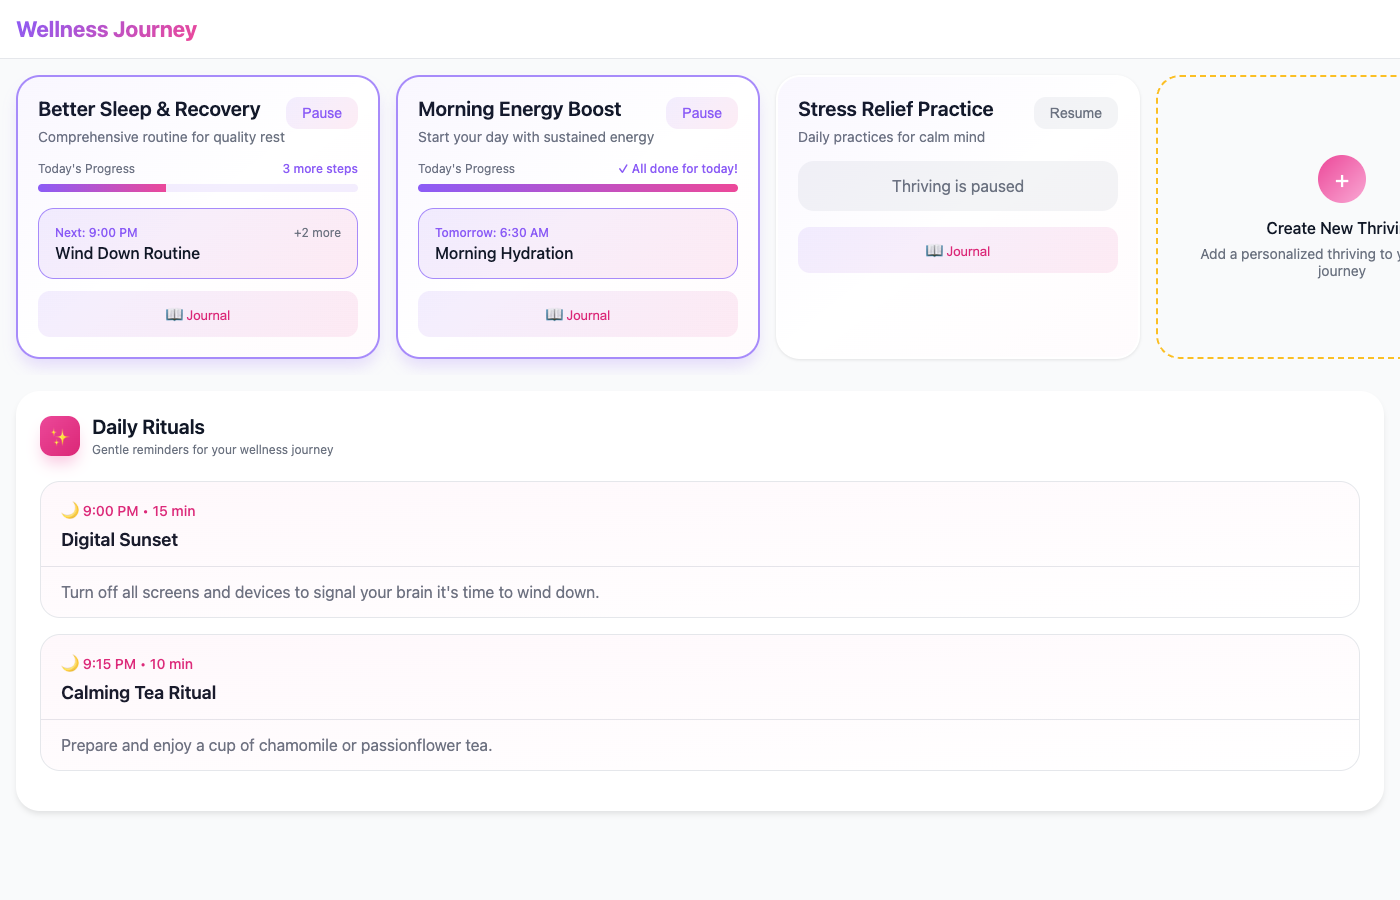 Wellness Journey
Better Sleep & Recovery
Pause
Comprehensive routine for quality rest
Today's Progress
3 more steps
Next: 9:00 PM
+2 more
Wind Down Routine
📖 Journal
Morning Energy Boost
Pause
Start your day with sustained energy
Today's Progress
✓ All done for today!
Tomorrow: 6:30 AM
Morning Hydration
📖 Journal
Stress Relief Practice
Resume
Daily practices for calm mind
Thriving is paused
📖 Journal
+
Create New Thrivi
Add a personalized thriving to y
journey
✨ Daily Rituals
Gentle reminders for your wellness journey
🌙 9:00 PM • 15 min
Digital Sunset
Turn off all screens and devices to signal your brain it's time to wind down.
🌙 9:15 PM • 10 min
Calming Tea Ritual
Prepare and enjoy a cup of chamomile or passionflower tea.